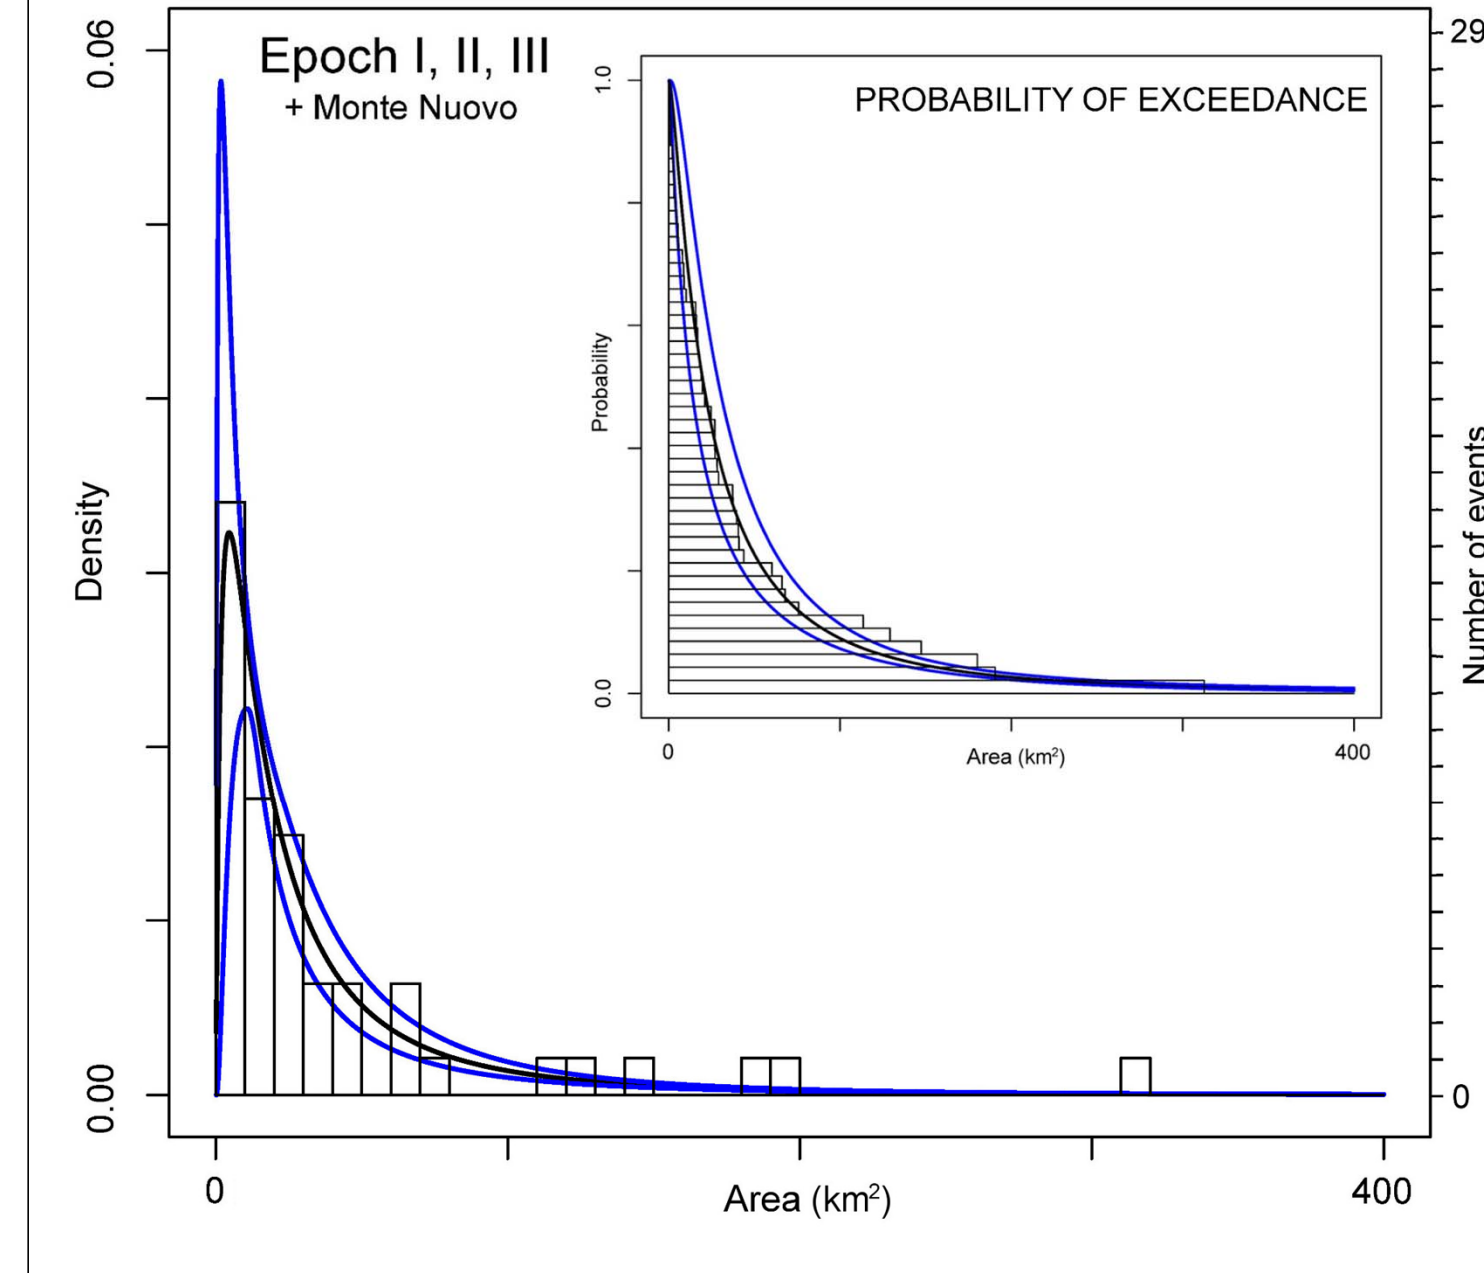 0.06
Epoch I, II, III
+ Monte Nuovo
29
1.0
PROBABILITY OF EXCEEDANCE
Probability
0.0
0
Area (km²)
400
Density
Number of events
0.00
0
0
Area (km²)
400